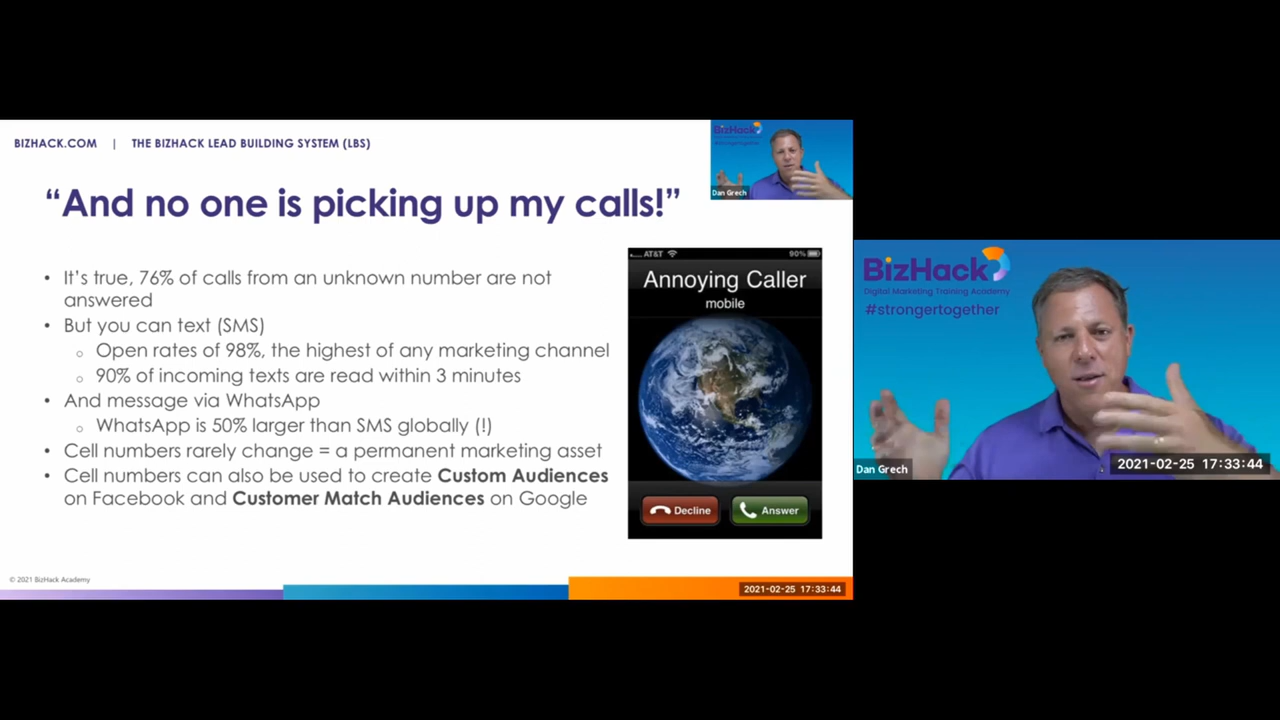 BIZHACK.COM | THE BIZHACK LEAD BUILDING SYSTEM (LBS)
BizHack
#strongertogether
Dan Grech
“And no one is picking up my calls!”
• It’s true, 76% of calls from an unknown number are not
answered
• But you can text (SMS)
○ Open rates of 98%, the highest of any marketing channel
○ 90% of incoming texts are read within 3 minutes
• And message via WhatsApp
○ WhatsApp is 50% larger than SMS globally (!)
• Cell numbers rarely change = a permanent marketing asset
• Cell numbers can also be used to create Custom Audiences
on Facebook and Customer Match Audiences on Google
AT&T 90%
Annoying Caller
mobile
Decline Answer
© 2021 BizHack Academy
2021-02-25 17:33:44
BizHack
Digital Marketing Training Academy
#strongertogether
Dan Grech
2021-02-25 17:33:44